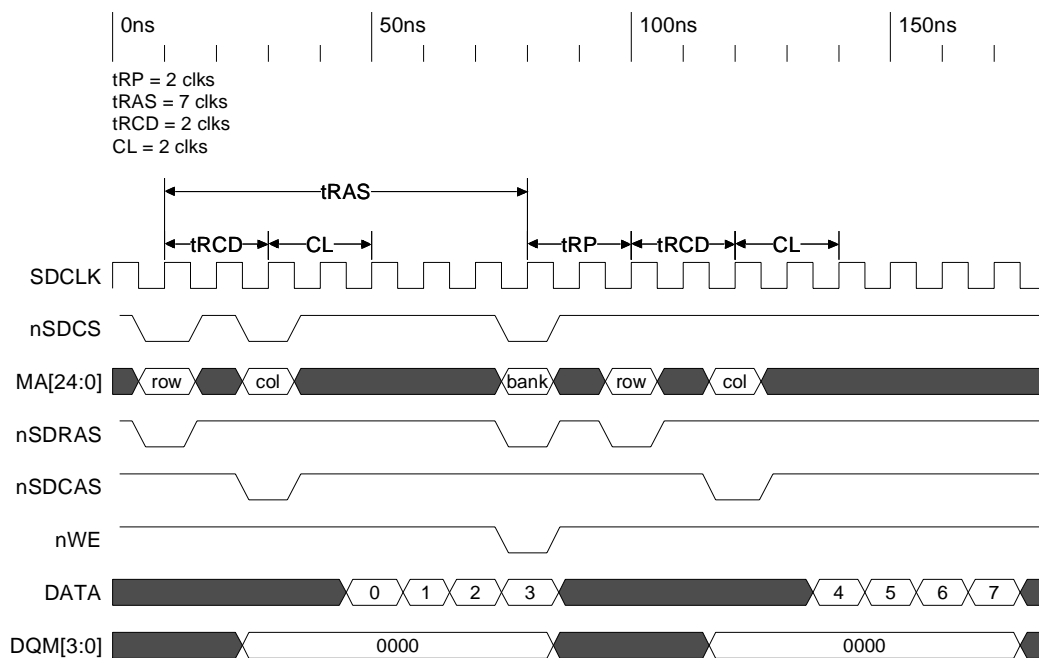 0ns 50ns 100ns 150ns
tRP = 2 clks
tRAS = 7 clks
tRCD = 2 clks
CL = 2 clks
tRAS
tRCD CL tRP tRCD CL
SDCLK
nSDCS
MA[24:0] row col bank row col
nSDRAS
nSDCAS
nWE
DATA 0 1 2 3 4 5 6 7
DQM[3:0] 0000 0000